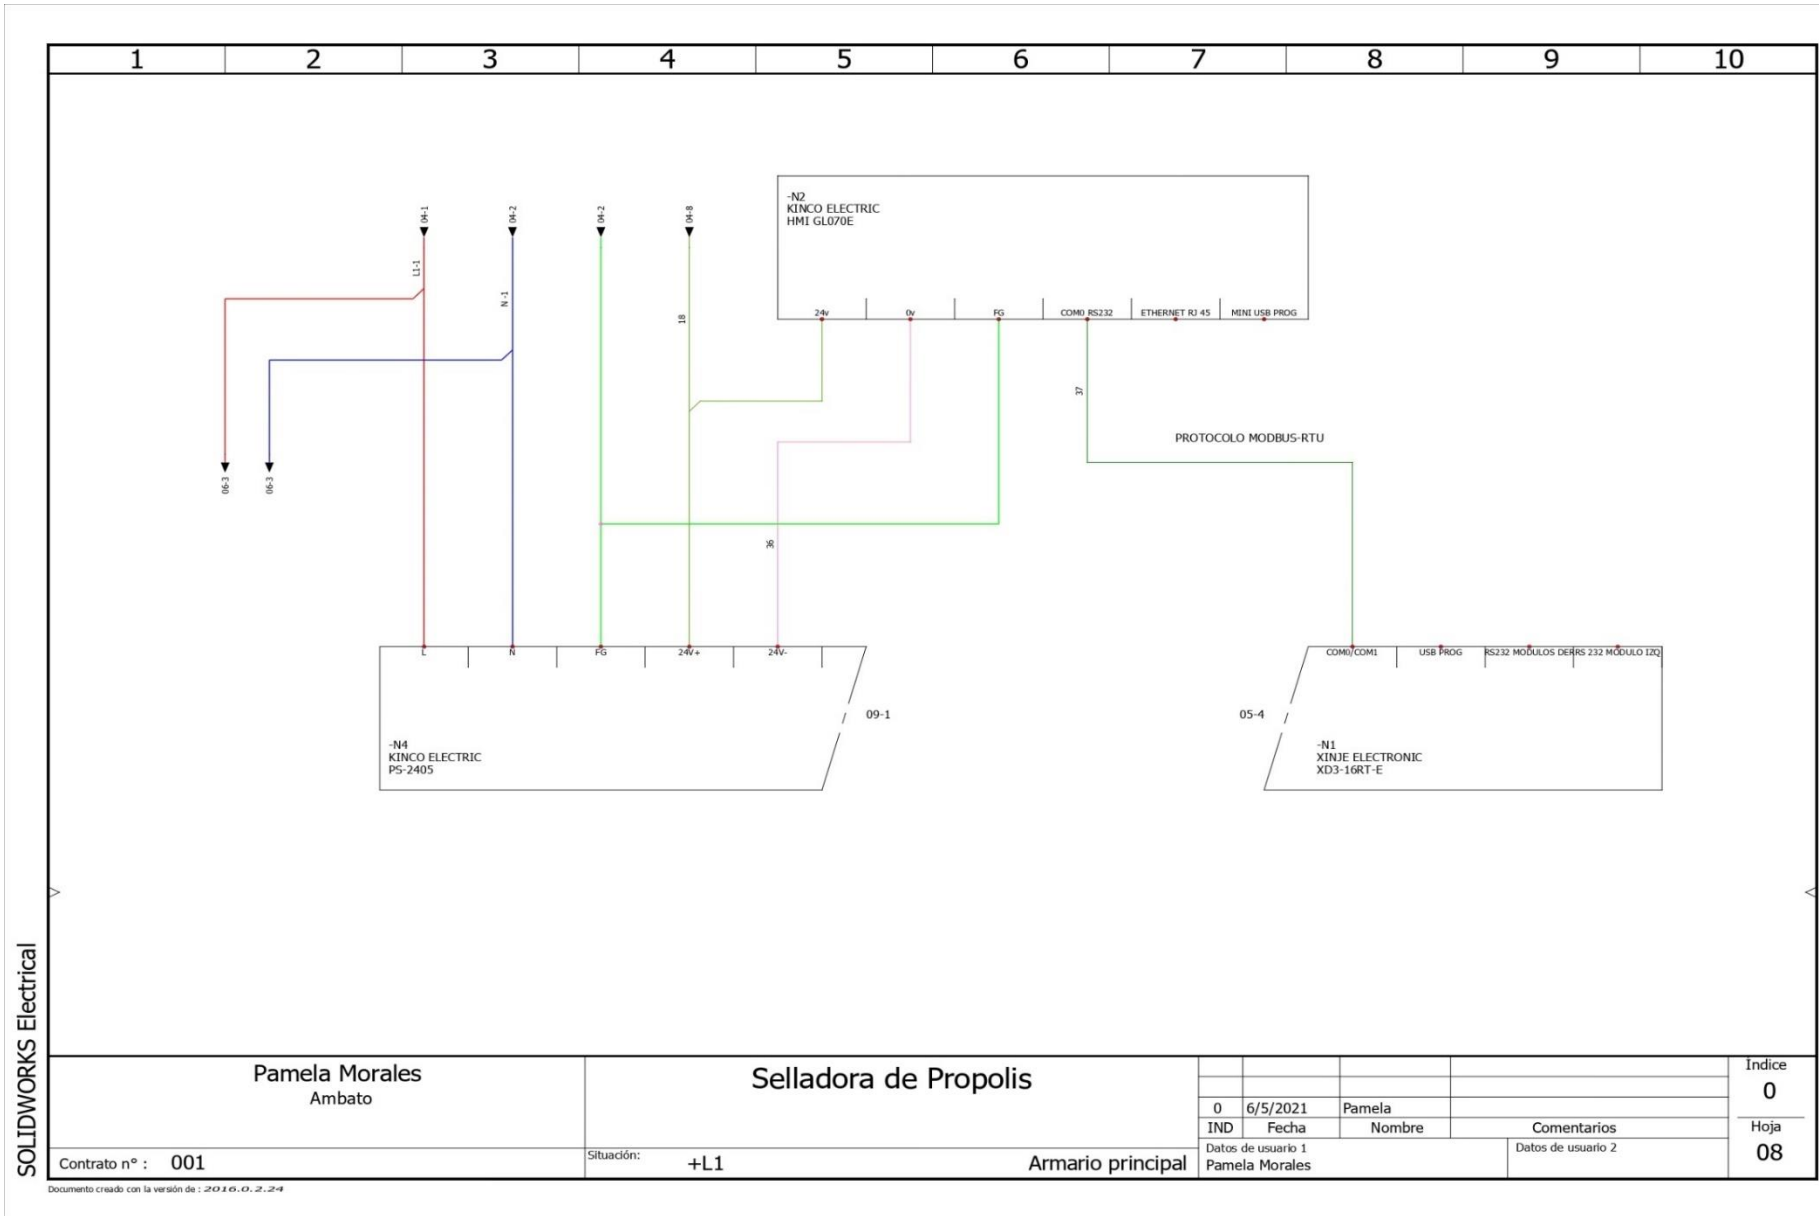 1 2 3 4 5 6 7 8 9 10
04-1
04-2
04-2
04-8
L1-1
N -1
18
06-3
06-3
-N2
KINCO ELECTRIC
HMI GL070E
24v 0v FG COM0 RS232 ETHERNET RJ 45 MINI USB PROG
37
PROTOCOLO MODBUS-RTU
36
L N FG 24V+ 24V-
09-1
-N4
KINCO ELECTRIC
PS-2405
COM0/COM1 USB PROG RS232 MODULOS DER RS 232 MODULO IZQ
05-4
-N1
XINJE ELECTRONIC
XD3-16RT-E
SOLIDWORKS Electrical
Pamela Morales
Ambato
Contrato n° : 001
Selladora de Propolis
Situación: +L1 Armario principal
0 6/5/2021 Pamela
IND Fecha Nombre Comentarios
Datos de usuario 1
Pamela Morales
Datos de usuario 2
Índice
0
Hoja
08
Documento creado con la versión de : 2016.0.2.24